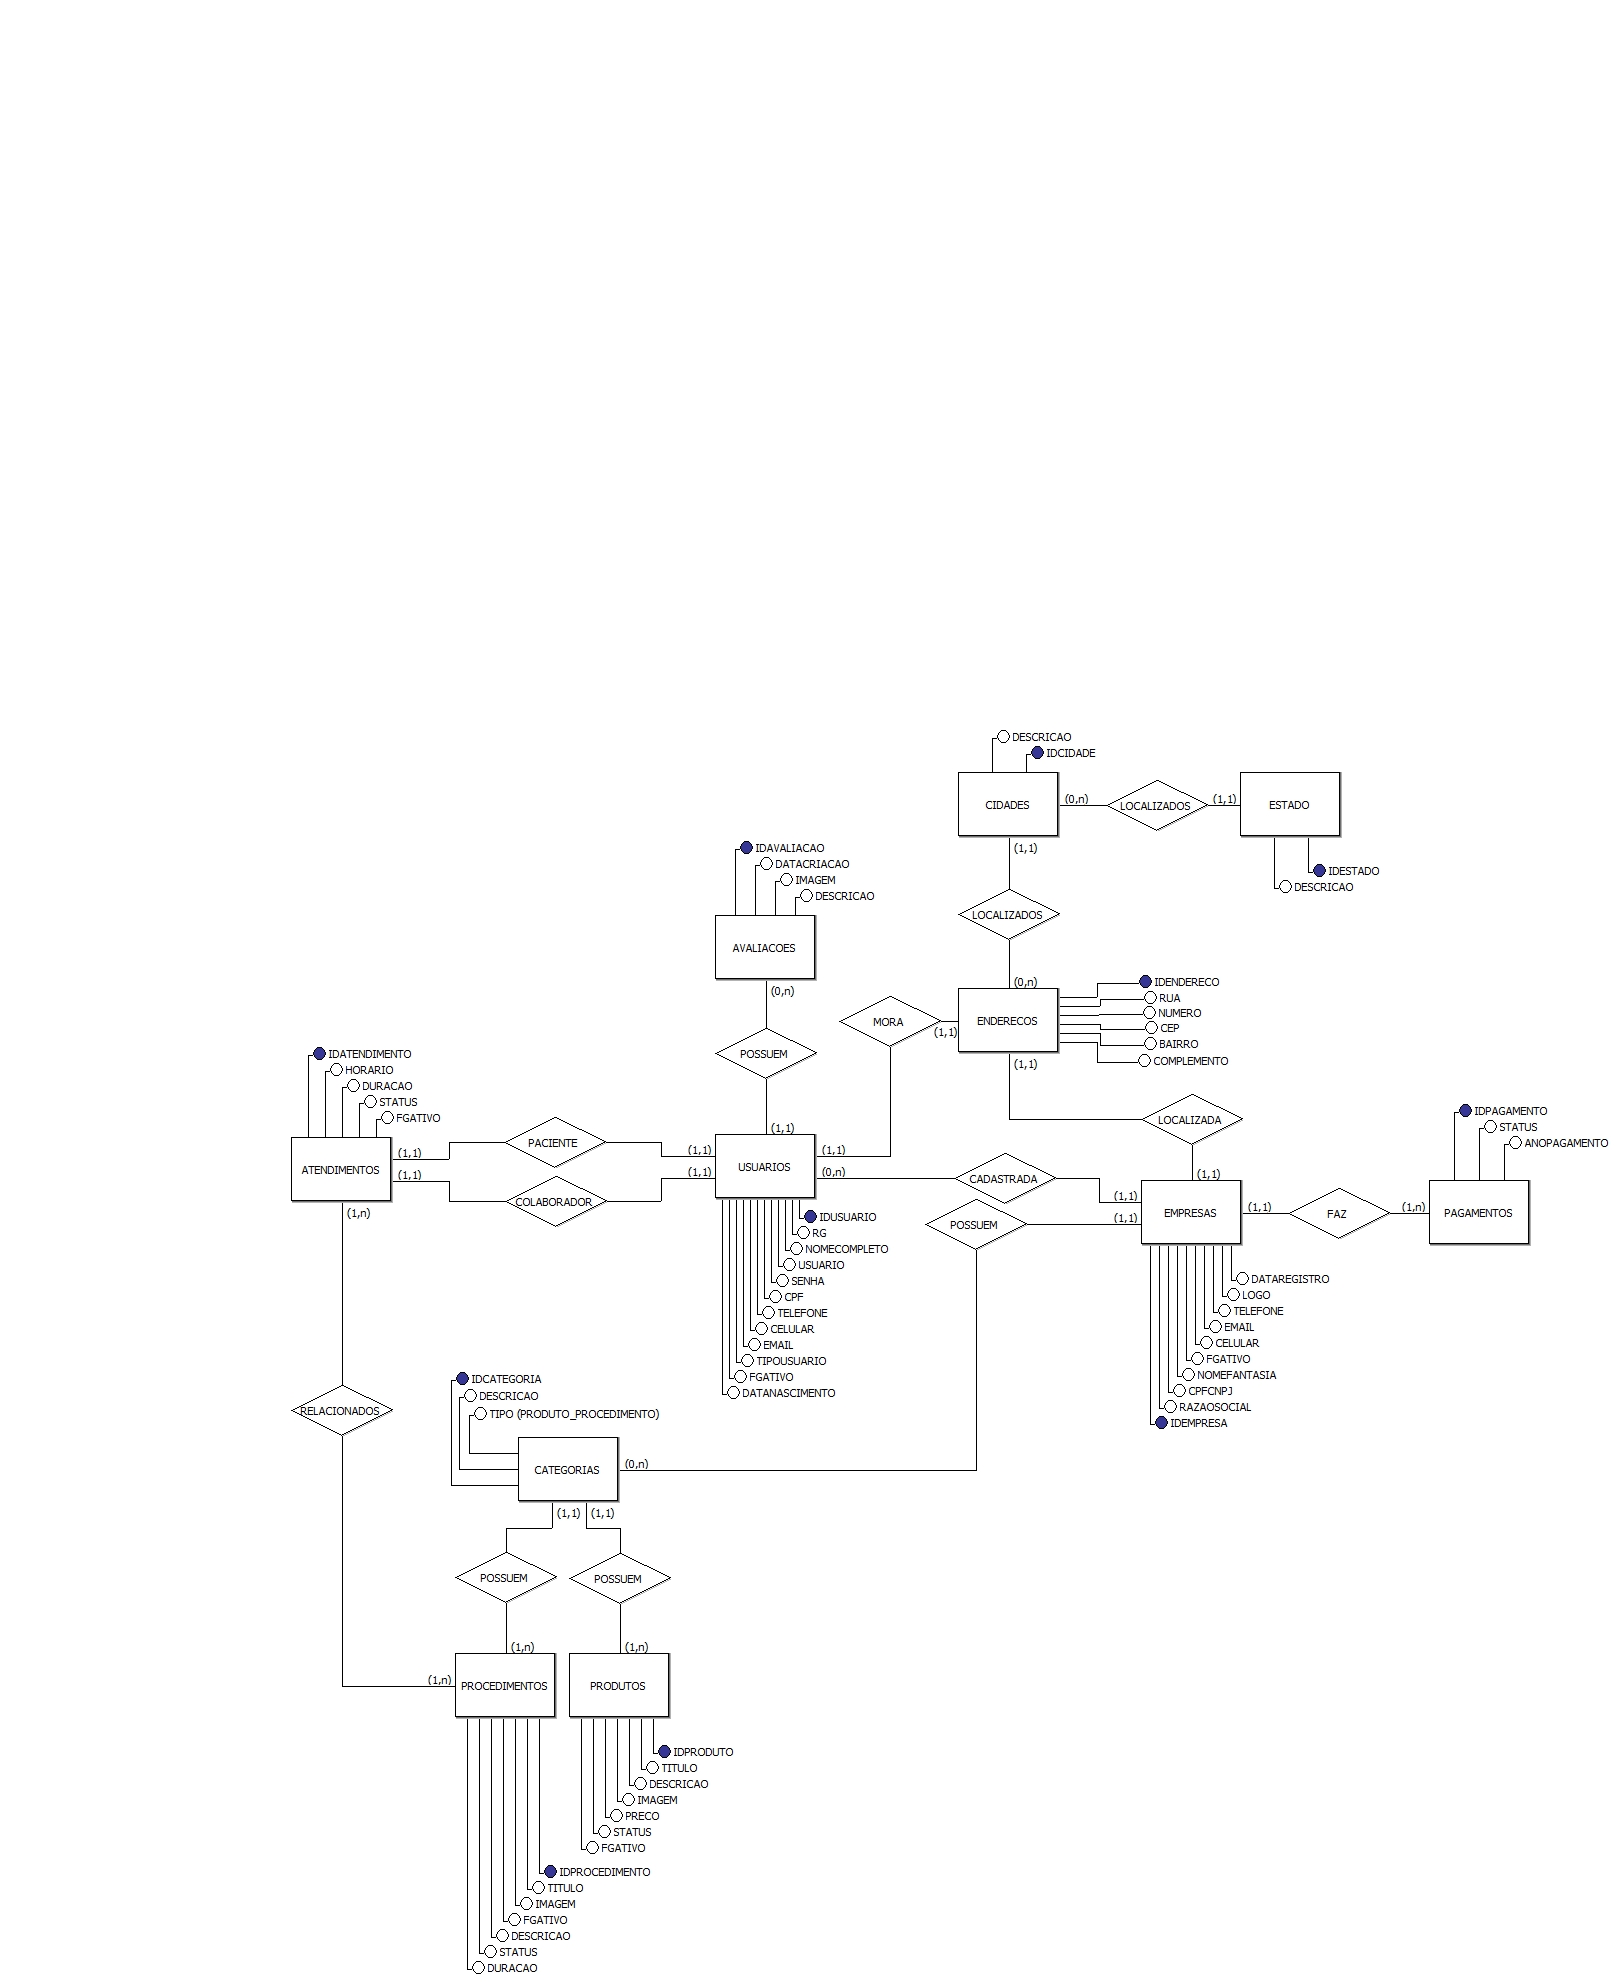 DESCRICAO
IDCIDADE
CIDADES
(0,n)
LOCALIZADOS
(1,1)
ESTADO
(1,1)
IDESTADO
DESCRICAO
IDAVALIACAO
DATACRIACAO
IMAGEM
DESCRICAO
AVALIACOES
(0,n)
LOCALIZADOS
(0,n)
ENDERECOS
IDENDERECO
RUA
NUMERO
CEP
BAIRRO
COMPLEMENTO
MORA
(1,1)
(1,1)
POSSUEM
(1,1)
IDATENDIMENTO
HORARIO
DURACAO
STATUS
FGATIVO
ATENDIMENTOS
(1,1)
(1,1)
(1,n)
PACIENTE
COLABORADOR
(1,1)
(1,1)
USUARIOS
(1,1)
(0,n)
CADASTRADA
POSSUEM
(1,1)
(1,1)
LOCALIZADA
(1,1)
EMPRESAS
(1,1)
FAZ
(1,n)
PAGAMENTOS
IDPAGAMENTO
STATUS
ANOPAGAMENTO
IDUSUARIO
RG
NOMECOMPLETO
USUARIO
SENHA
CPF
TELEFONE
CELULAR
EMAIL
TIPOUSUARIO
FGATIVO
DATANASCIMENTO
DATAREGISTRO
LOGO
TELEFONE
EMAIL
CELULAR
FGATIVO
NOMEFANTASIA
CPFCNPJ
RAZAOSOCIAL
IDEMPRESA
RELACIONADOS
IDCATEGORIA
DESCRICAO
TIPO (PRODUTO_PROCEDIMENTO)
CATEGORIAS
(0,n)
(1,1)
(1,1)
POSSUEM
POSSUEM
(1,n)
(1,n)
(1,n)
PROCEDIMENTOS
PRODUTOS
IDPRODUTO
TITULO
DESCRICAO
IMAGEM
PRECO
STATUS
FGATIVO
IDPROCEDIMENTO
TITULO
IMAGEM
FGATIVO
DESCRICAO
STATUS
DURACAO